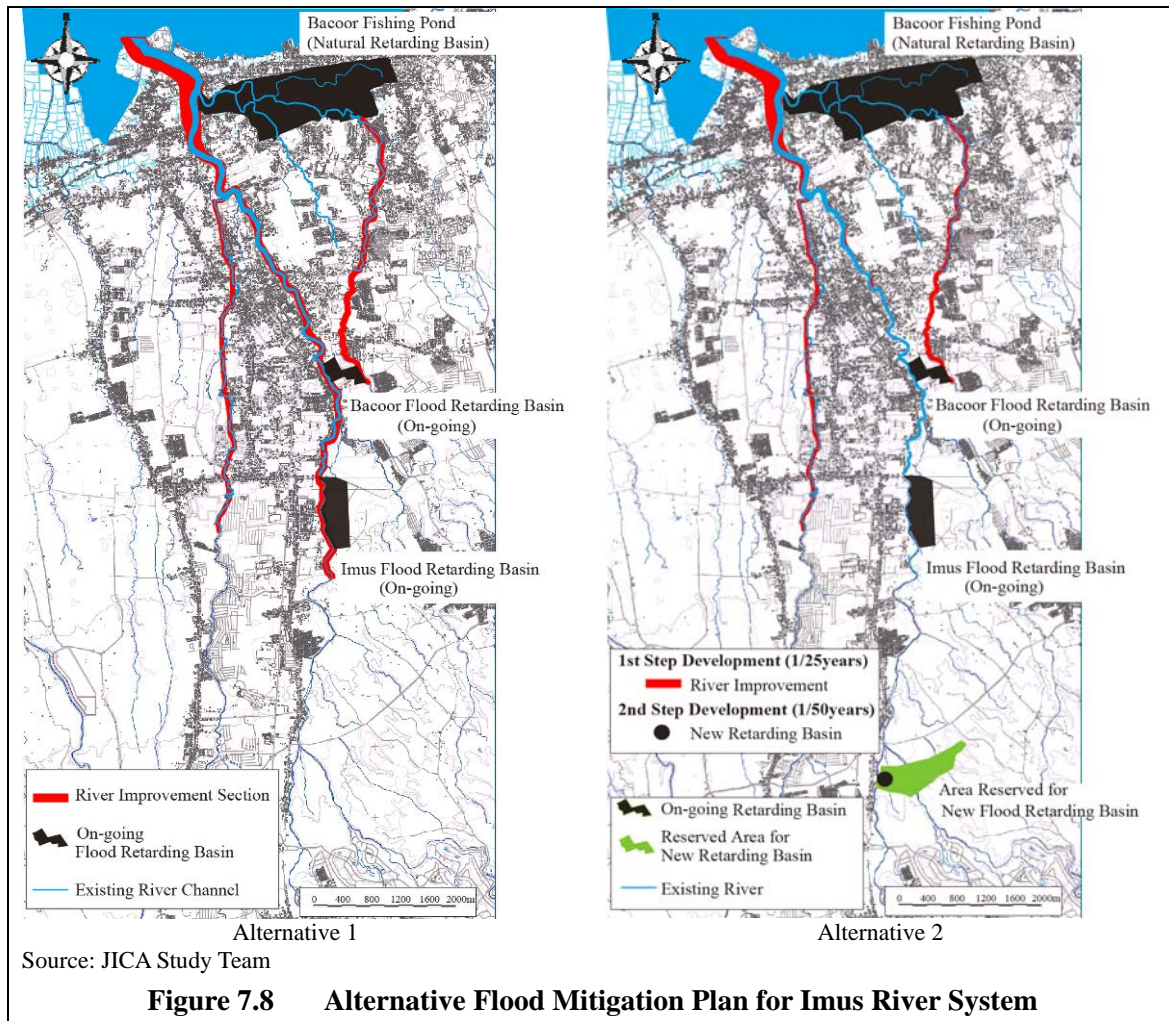 Bacoor Fishing Pond
(Natural Retarding Basin)
Bacoor Flood Retarding Basin
(On-going)
Imus Flood Retarding Basin
(On-going)
River Improvement Section
On-going
Flood Retarding Basin
Existing River Channel
0 400 800 1200 1600 2000m
Alternative 1
Bacoor Fishing Pond
(Natural Retarding Basin)
Bacoor Flood Retarding Basin
(On-going)
Imus Flood Retarding Basin
(On-going)
1st Step Development (1/25years)
River Improvement
2nd Step Development (1/50years)
New Retarding Basin
Area Reserved for
New Flood Retarding Basin
On-going Retarding Basin
Reserved Area for
New Retarding Basin
Existing River
0 400 800 1200 1600 2000m
Alternative 2
Source: JICA Study Team
Figure 7.8 Alternative Flood Mitigation Plan for Imus River System